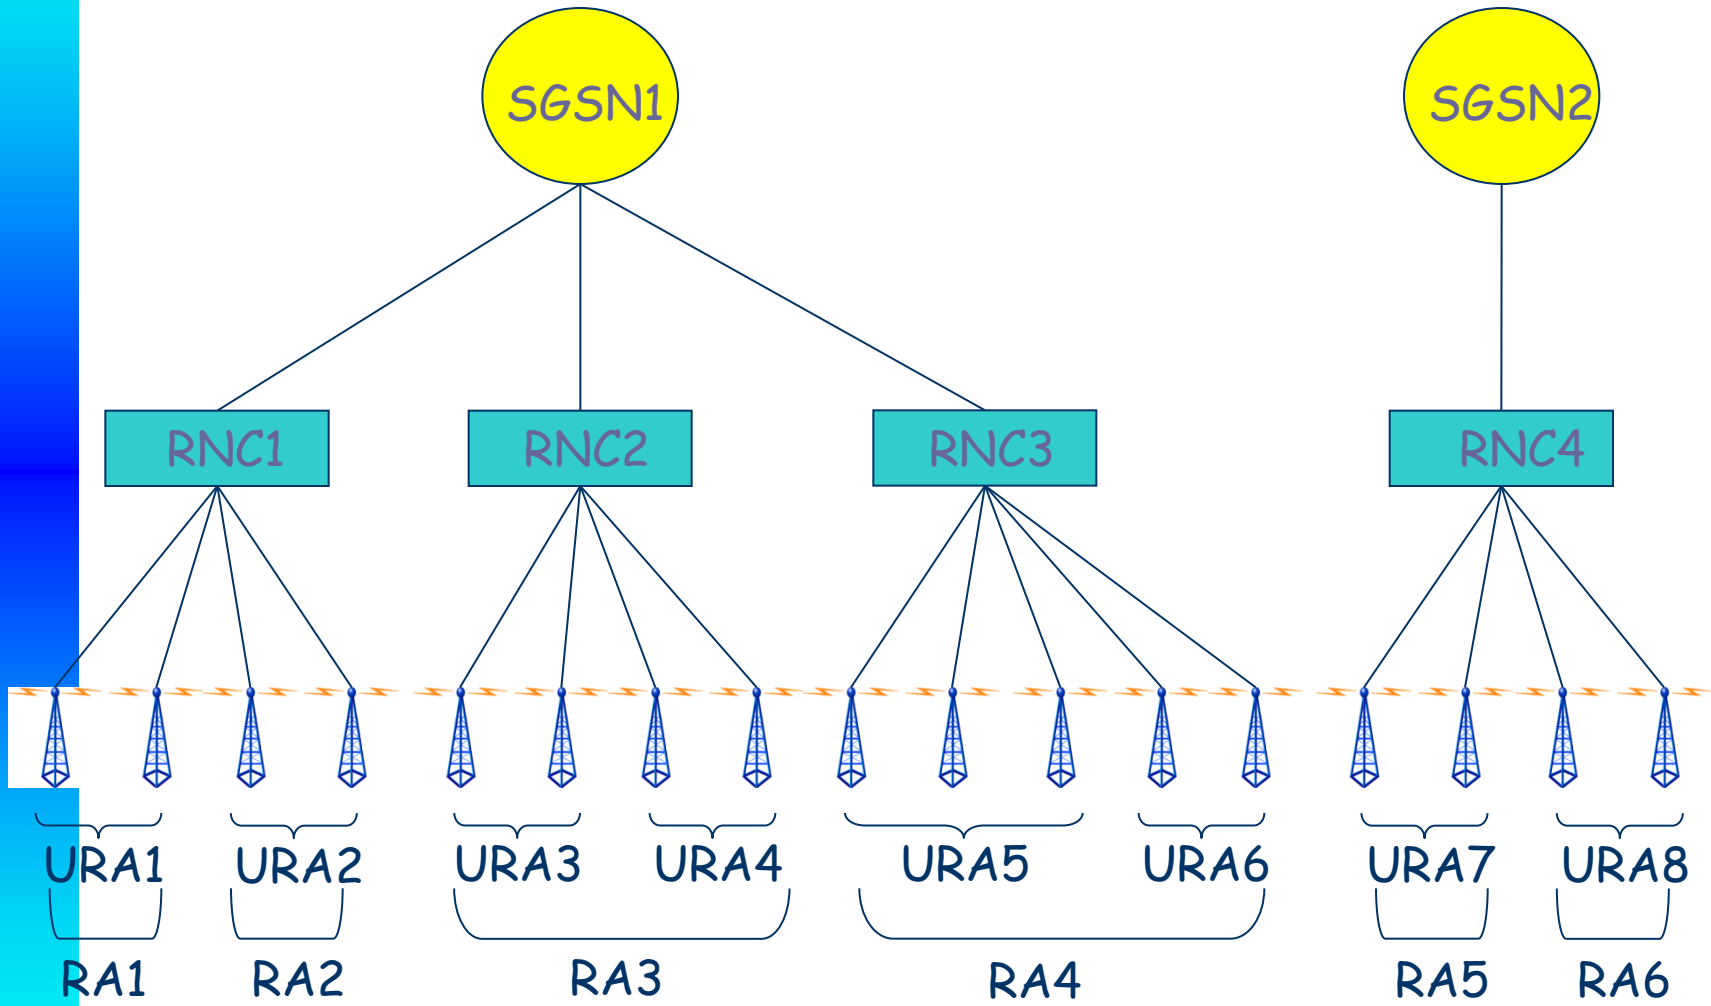 SGSN1 SGSN2
RNC1 RNC2 RNC3 RNC4
URA1 URA2 URA3 URA4 URA5 URA6 URA7 URA8
RA1 RA2 RA3 RA4 RA5 RA6